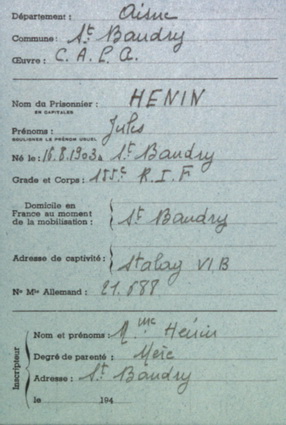 Département : Aisne
Commune : St Baudry
Œuvre : C. A. L. A.
Nom du Prisonnier : HENIN
EN CAPITALES
Prénoms : Jules
SOULIGNER LE PRÉNOM USUEL
Né le : 16.8.1903 à St Baudry
Grade et Corps : 155e R. I. F
Domicile en
France au moment
de la mobilisation : St Baudry
Adresse de captivité : Stalag VI, B
No Mle Allemand : 21.688
Inscripteur
Nom et prénoms : Mme Henin
Degré de parenté : Mère
Adresse : St Baudry
le 194